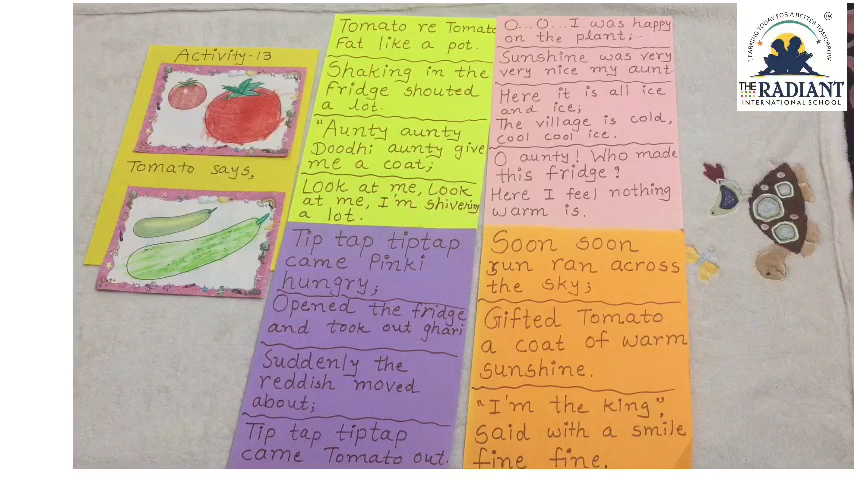 Activity-13
Tomato says,
Tomato re Tomato
Fat like a pot.
Shaking in the
fridge shouted
a lot.
"Aunty aunty
Doodhi aunty give
me a coat;
Look at me, Look
at me, I'm shivering
a lot.
O...O...I was happy
on the plant;
Sunshine was very
very nice my aunt
Here it is all ice
and ice;
The village is cold,
cool cool ice.
O aunty! Who made
this fridge?
Here I feel nothing
warm is.
Tip tap tiptap
came Pinki
hungry;
Opened the fridge
and took out ghari
Suddenly the
reddish moved
about;
Tip tap tiptap
came Tomato out.
Soon soon
sun ran across
the sky;
Gifted Tomato
a coat of warm
sunshine.
"I'm the king",
said with a smile
fine fine.
LEARNING TODAY FOR A BETTER TOMORROW
THE RADIANT
INTERNATIONAL SCHOOL